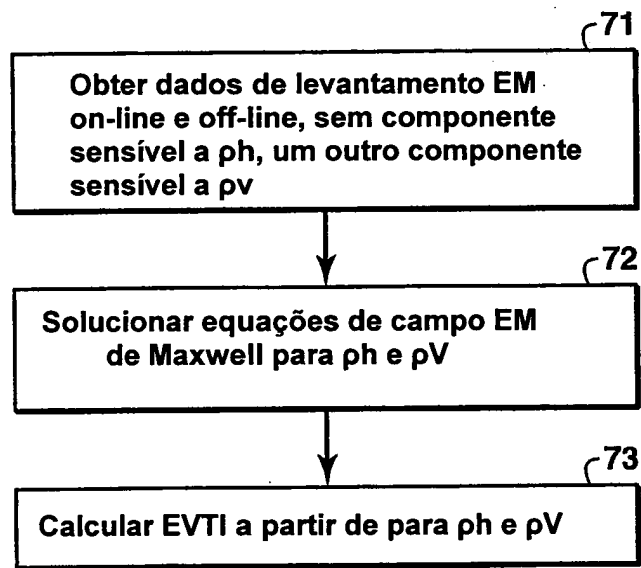 71
Obter dados de levantamento EM
on-line e off-line, sem componente
sensível a ρh, um outro componente
sensível a ρv
72
Solucionar equações de campo EM
de Maxwell para ρh e ρV
73
Calcular EVTI a partir de para ρh e ρV